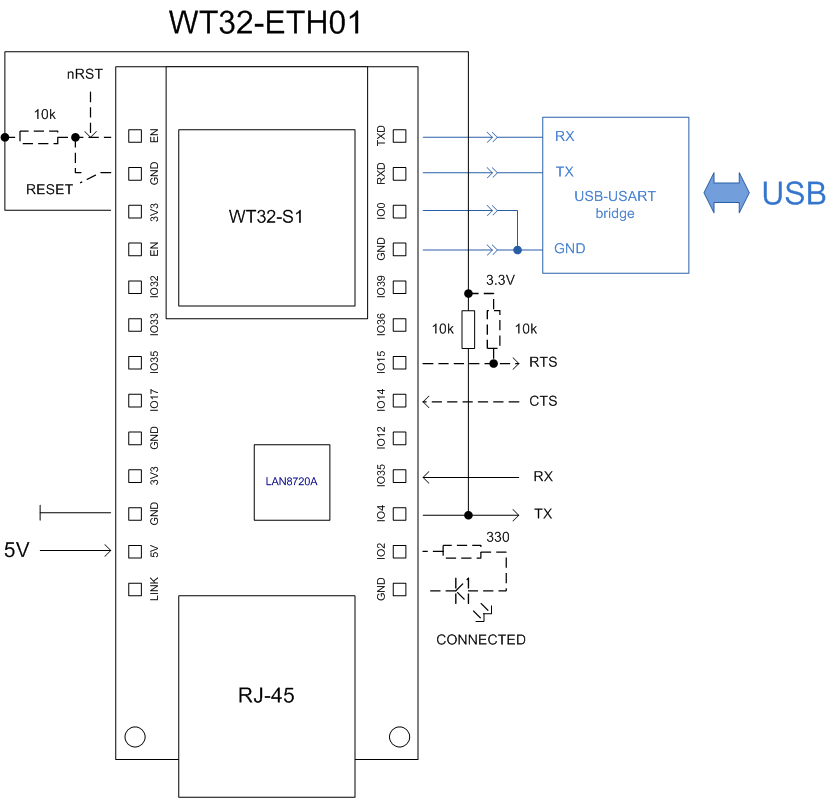 WT32-ETH01
nRST
10k
RESET
EN
GND
3V3
EN
IO32
IO33
IO35
IO17
GND
3V3
GND
5V
LINK
5V
WT32-S1
LAN8720A
RJ-45
TXD
RXD
IO0
GND
IO39
IO36
IO15
IO14
IO12
IO35
IO4
IO2
GND
RX
TX
USB-USART
bridge
GND
USB
3.3V
10k
10k
RTS
CTS
RX
TX
330
CONNECTED